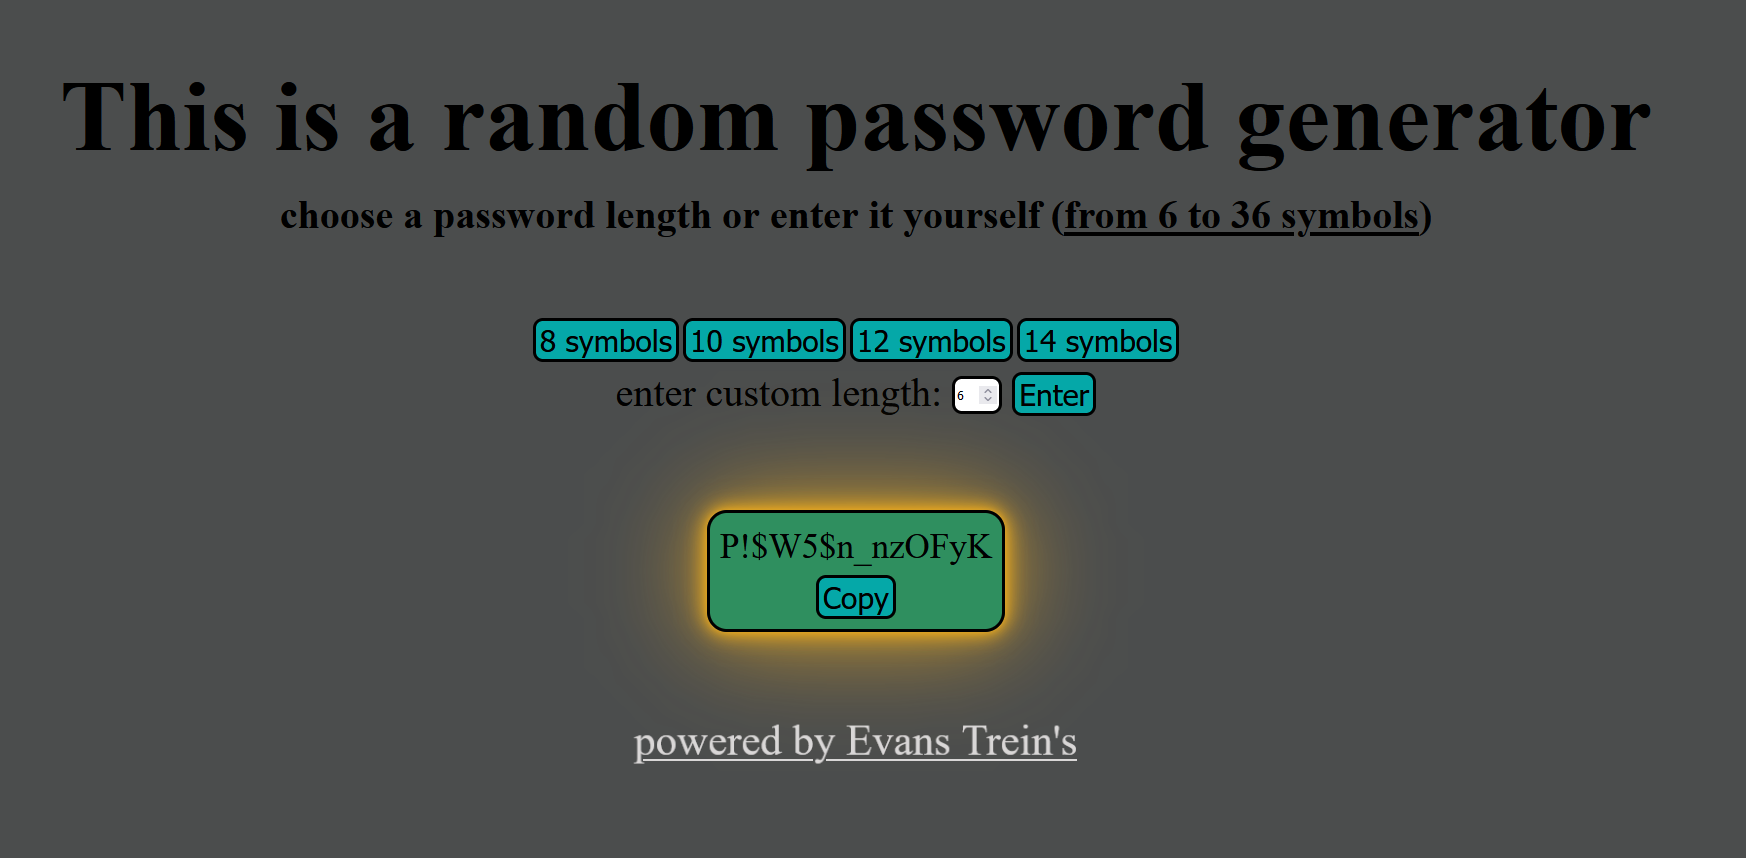 This is a random password generator
choose a password length or enter it yourself (from 6 to 36 symbols)
8 symbols 10 symbols 12 symbols 14 symbols
enter custom length: 6 Enter
P!$W5$n_nzOFyK
Copy
powered by Evans Trein's